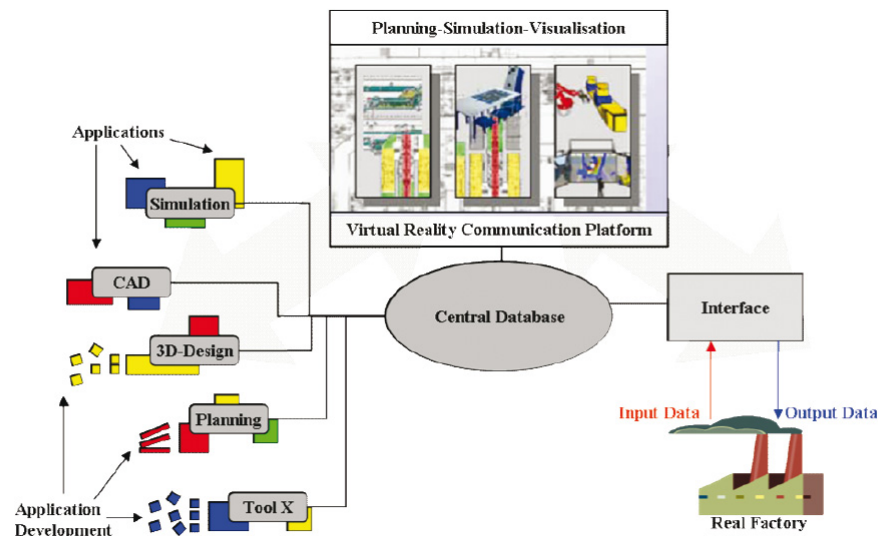 Planning-Simulation-Visualisation
Virtual Reality Communication Platform
Applications
Simulation
CAD
3D-Design
Planning
Tool X
Application
Development
Central Database
Interface
Input Data
Output Data
Real Factory